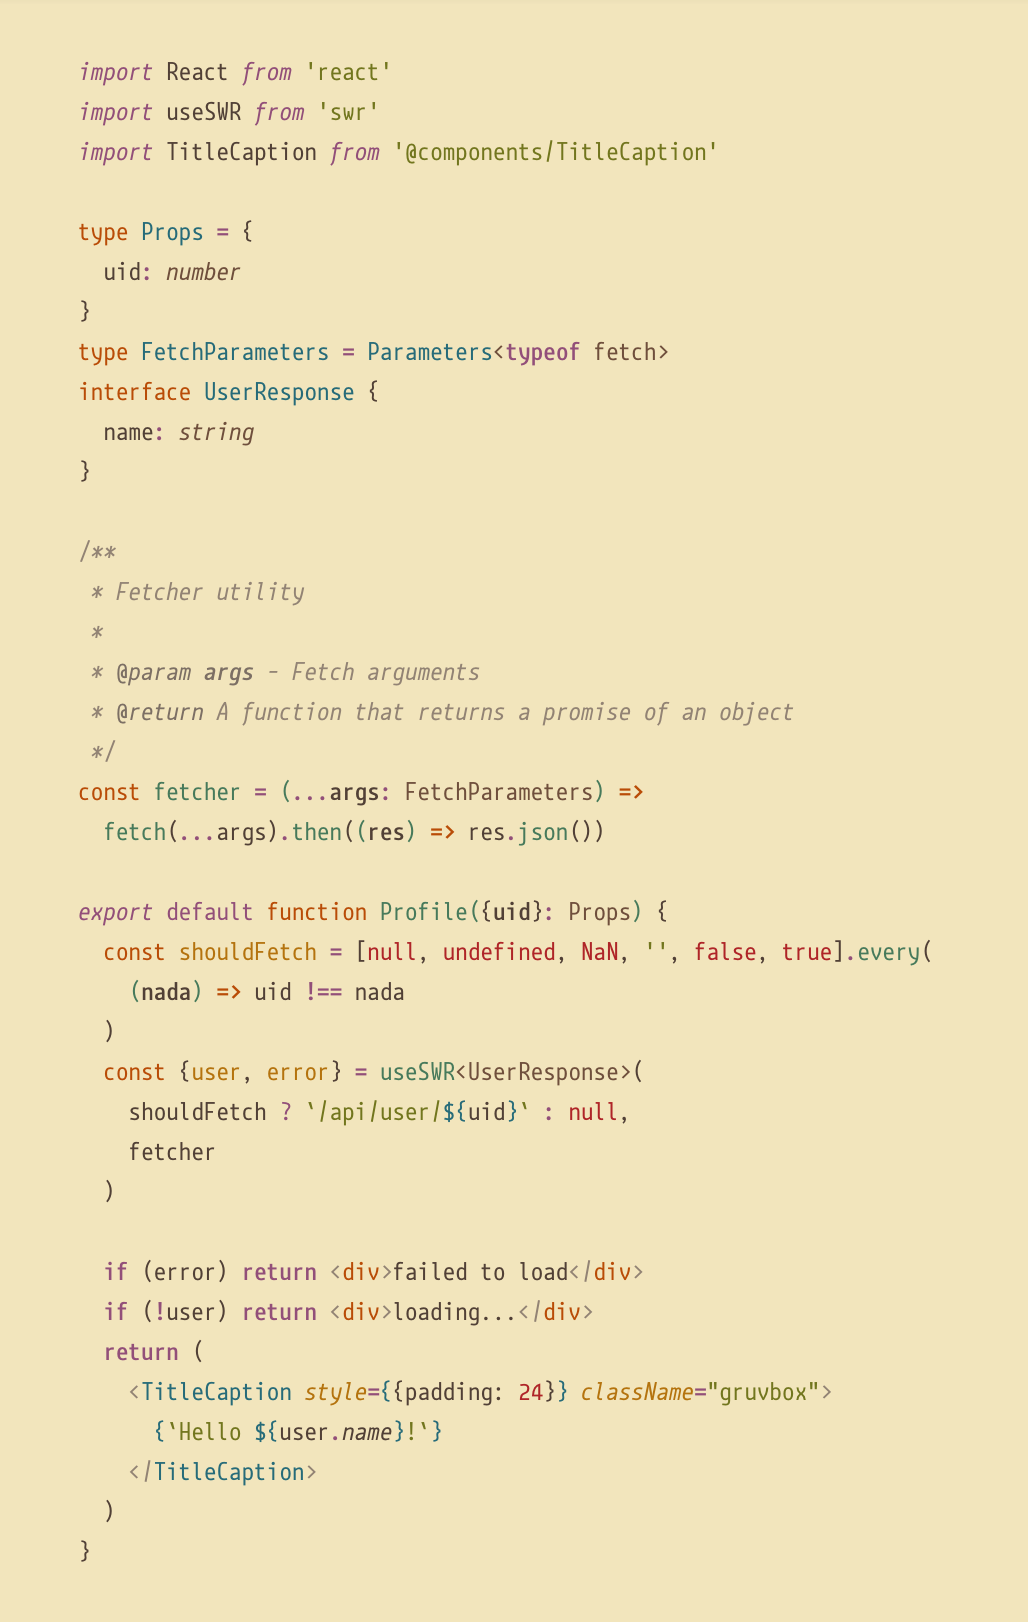 import React from 'react'
import useSWR from 'swr'
import TitleCaption from '@components/TitleCaption'

type Props = {
  uid: number
}
type FetchParameters = Parameters<typeof fetch>
interface UserResponse {
  name: string
}

/**
 * Fetcher utility
 *
 * @param args - Fetch arguments
 * @return A function that returns a promise of an object
 */
const fetcher = (...args: FetchParameters) =>
  fetch(...args).then((res) => res.json())

export default function Profile({uid}: Props) {
  const shouldFetch = [null, undefined, NaN, '', false, true].every(
    (nada) => uid !== nada
  )
  const {user, error} = useSWR<UserResponse>(
    shouldFetch ? `/api/user/${uid}` : null,
    fetcher
  )

  if (error) return <div>failed to load</div>
  if (!user) return <div>loading...</div>
  return (
    <TitleCaption style={{padding: 24}} className="gruvbox">
      {`Hello ${user.name}!`}
    </TitleCaption>
  )
}